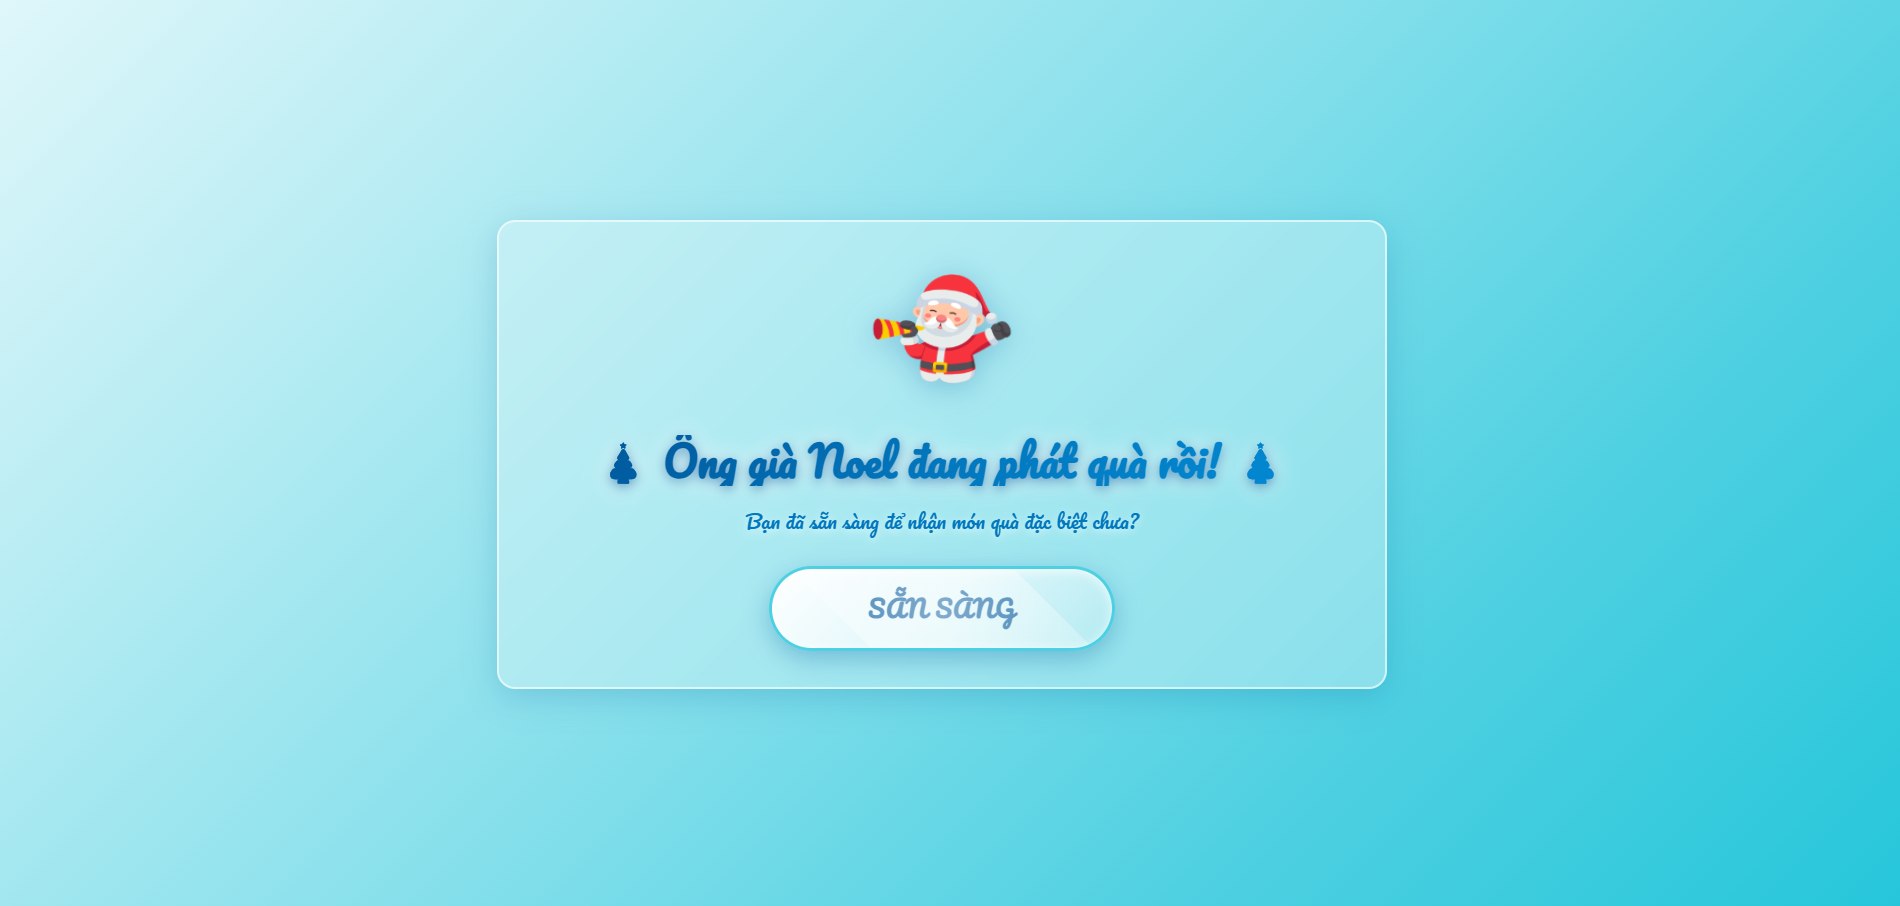 Ông già Noel đang phát quà rồi!
Bạn đã sẵn sàng để nhận món quà đặc biệt chưa?
SẴN SÀNG